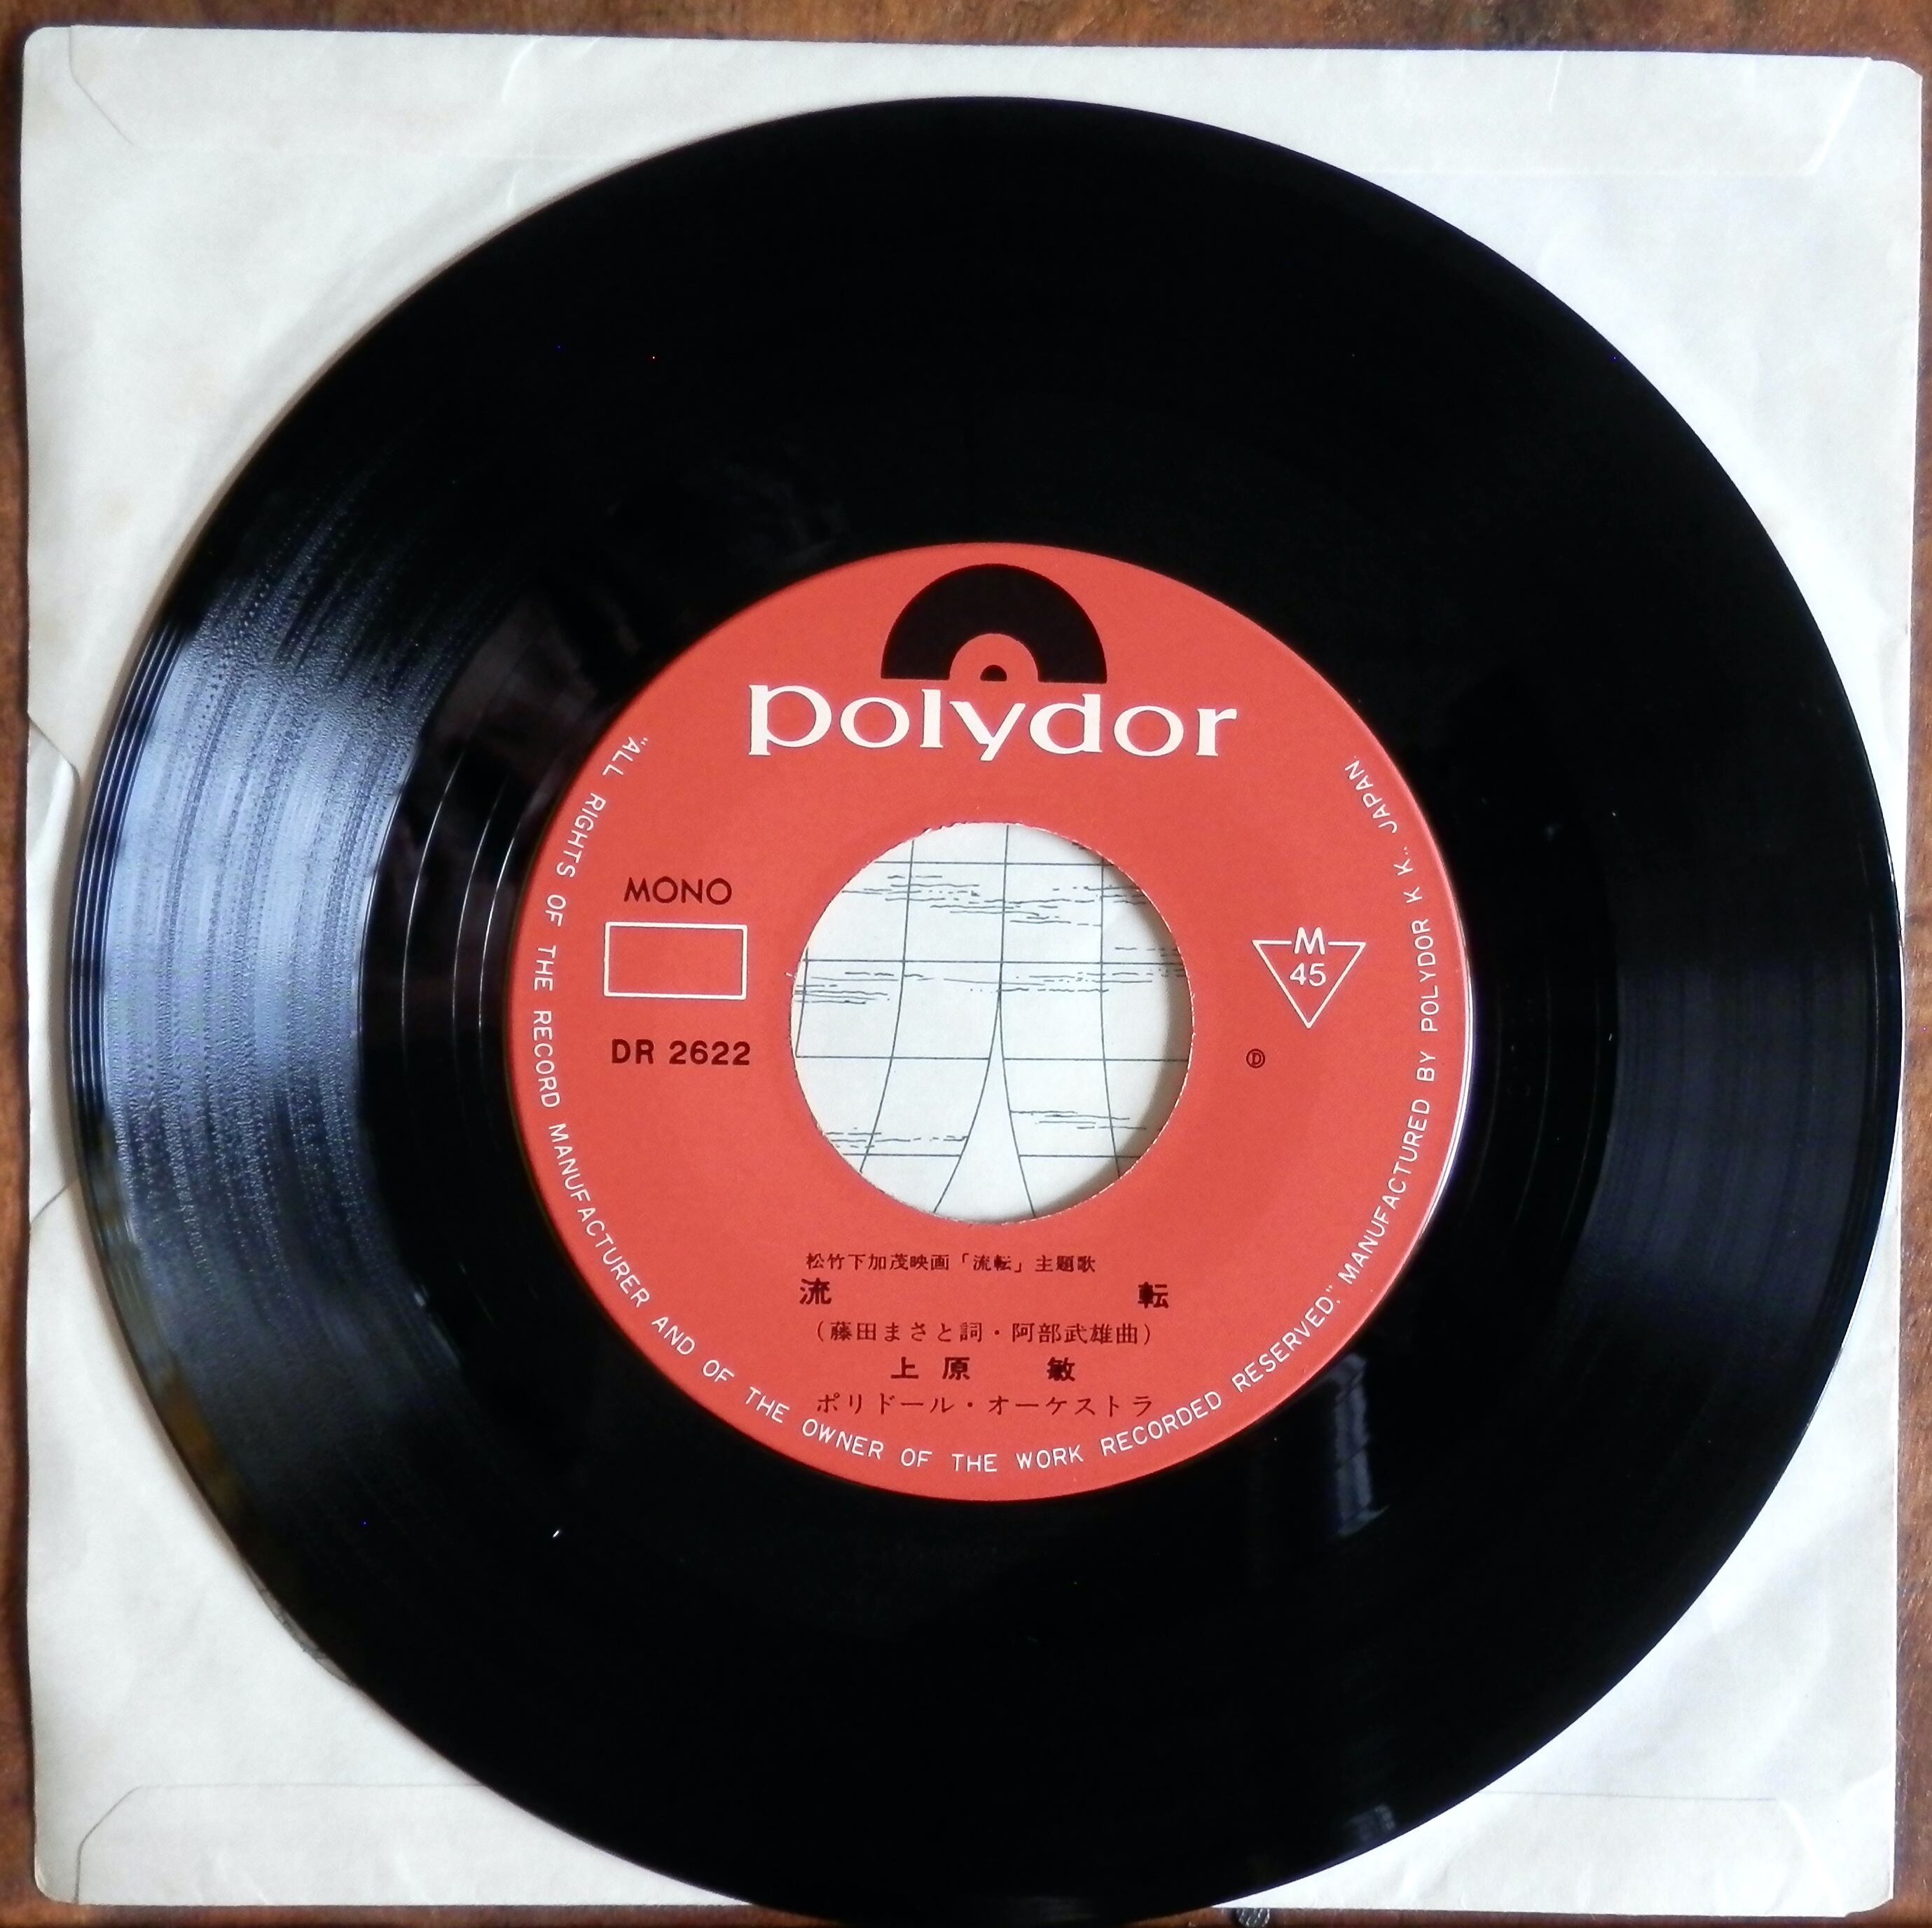 polydor
MONO
DR 2622
M
45
Ⓓ
松竹下加茂映画「流転」主題歌
流 転
(藤田まさと詞・阿部武雄曲)
上原 敏
ポリドール・オーケストラ
"ALL RIGHTS OF THE RECORD MANUFACTURER AND OF THE OWNER OF THE WORK RECORDED RESERVED." MANUFACTURED BY POLYDOR K K., JAPAN